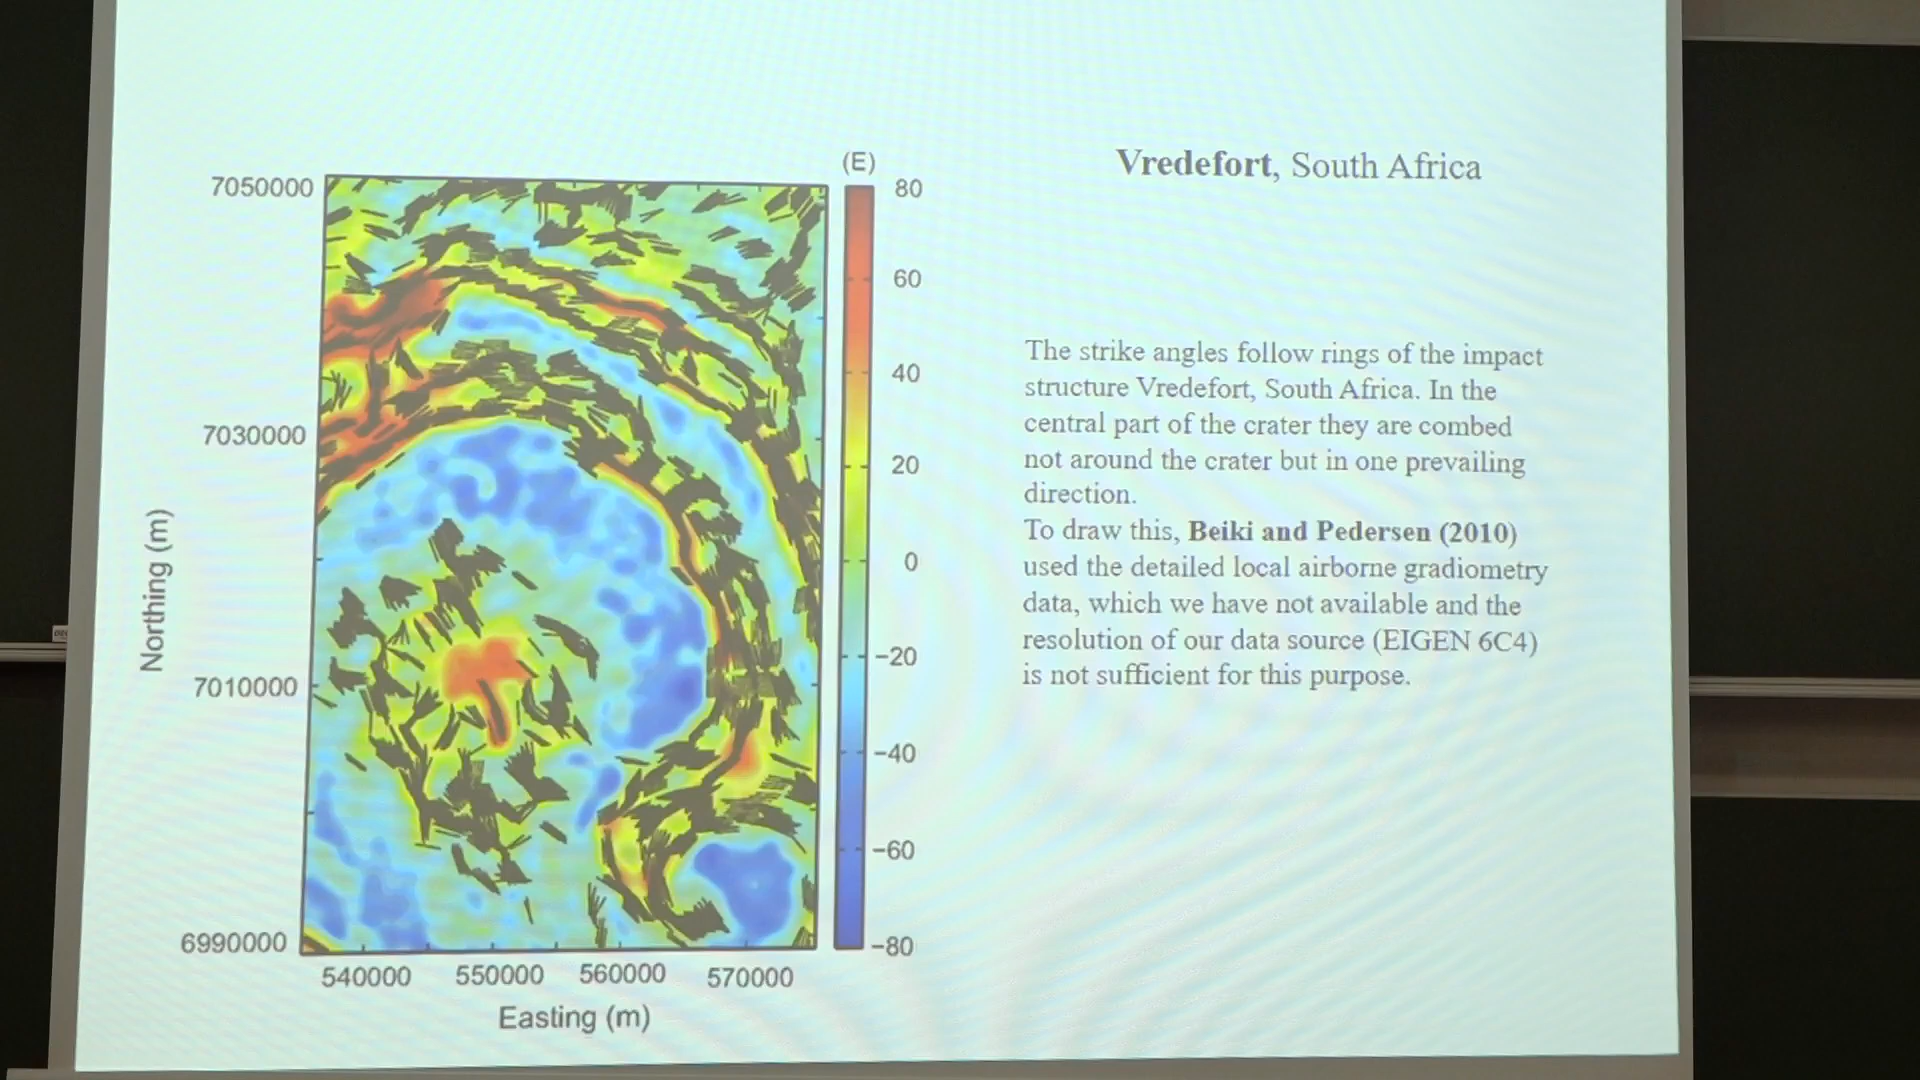 Vredefort, South Africa
(E)
80
60
40
20
0
−20
−40
−60
−80
7050000
7030000
7010000
6990000
Northing (m)
540000
550000
560000
570000
Easting (m)
The strike angles follow rings of the impact
structure Vredefort, South Africa. In the
central part of the crater they are combed
not around the crater but in one prevailing
direction.
To draw this, Beiki and Pedersen (2010)
used the detailed local airborne gradiometry
data, which we have not available and the
resolution of our data source (EIGEN 6C4)
is not sufficient for this purpose.